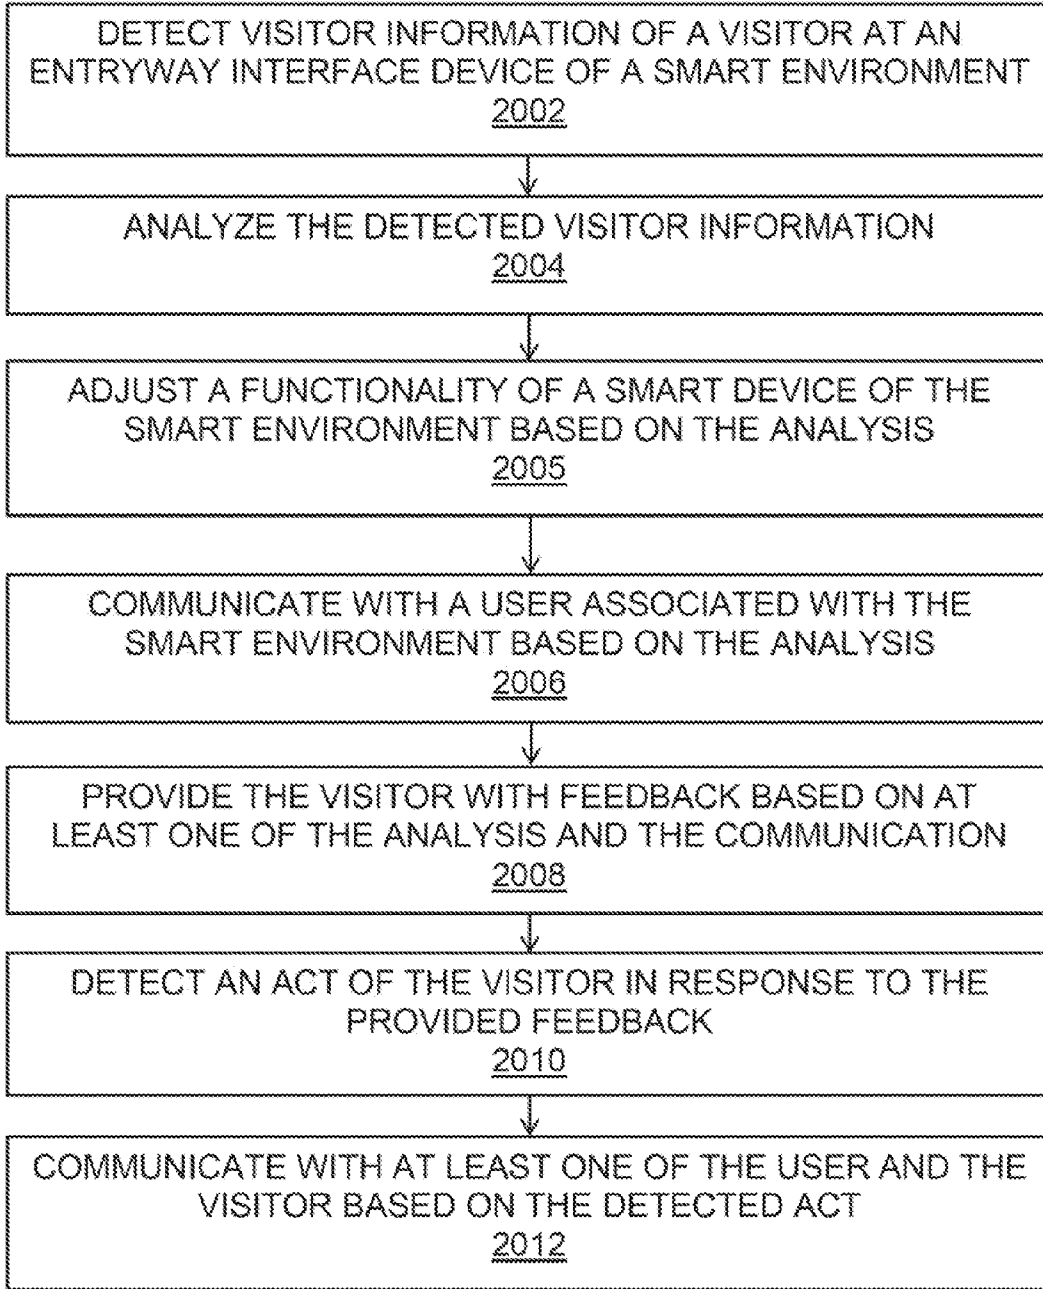 DETECT VISITOR INFORMATION OF A VISITOR AT AN
ENTRYWAY INTERFACE DEVICE OF A SMART ENVIRONMENT
2002
ANALYZE THE DETECTED VISITOR INFORMATION
2004
ADJUST A FUNCTIONALITY OF A SMART DEVICE OF THE
SMART ENVIRONMENT BASED ON THE ANALYSIS
2005
COMMUNICATE WITH A USER ASSOCIATED WITH THE
SMART ENVIRONMENT BASED ON THE ANALYSIS
2006
PROVIDE THE VISITOR WITH FEEDBACK BASED ON AT
LEAST ONE OF THE ANALYSIS AND THE COMMUNICATION
2008
DETECT AN ACT OF THE VISITOR IN RESPONSE TO THE
PROVIDED FEEDBACK
2010
COMMUNICATE WITH AT LEAST ONE OF THE USER AND THE
VISITOR BASED ON THE DETECTED ACT
2012